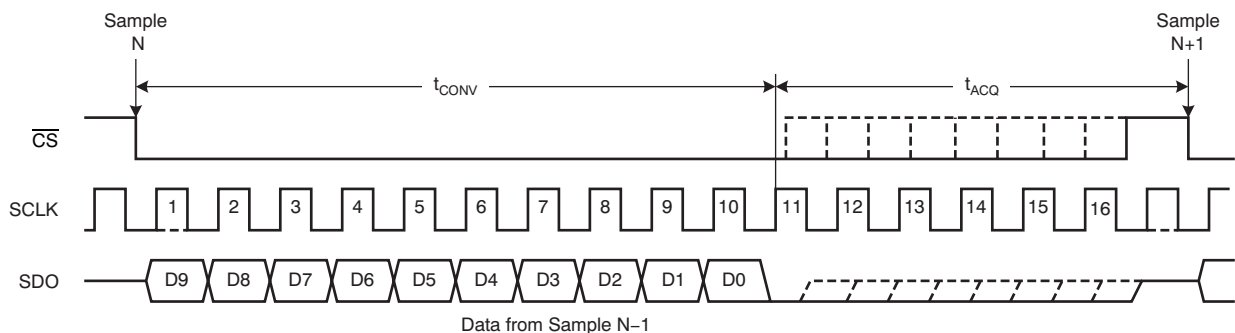 Sample
N
Sample
N+1
tCONV
tACQ
CS
SCLK
1 2 3 4 5 6 7 8 9 10 11 12 13 14 15 16
SDO
D9 D8 D7 D6 D5 D4 D3 D2 D1 D0
Data from Sample N−1